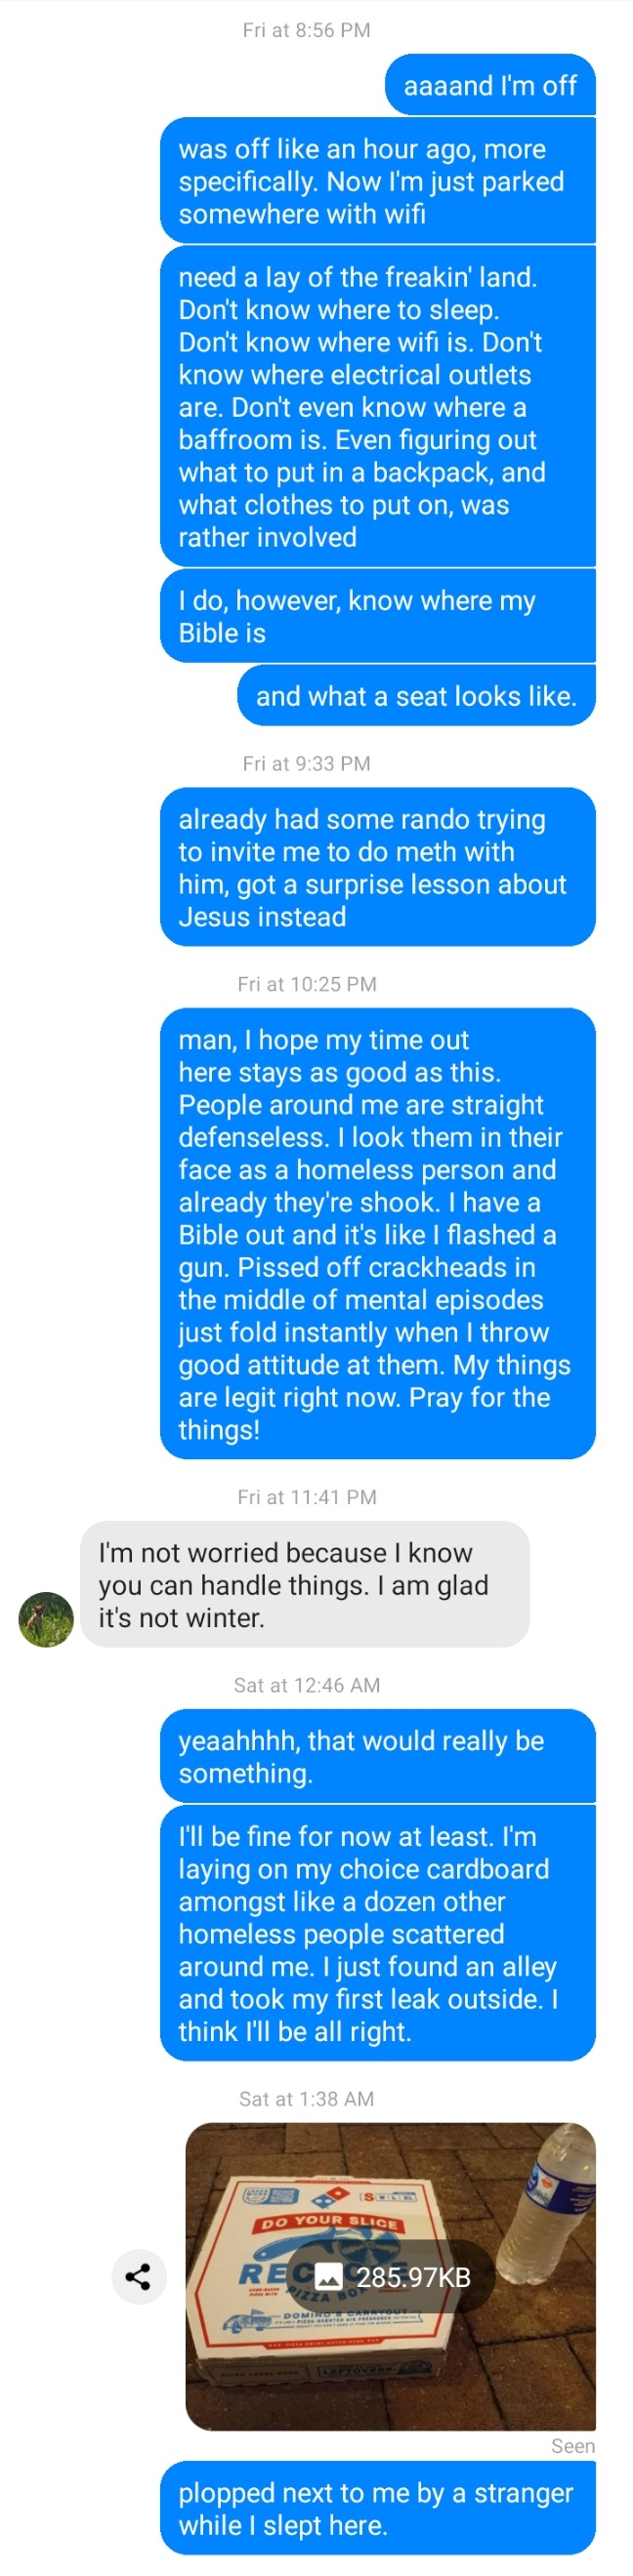 Fri at 8:56 PM
aaaand I'm off
was off like an hour ago, more
specifically. Now I'm just parked
somewhere with wifi
need a lay of the freakin' land.
Don't know where to sleep.
Don't know where wifi is. Don't
know where electrical outlets
are. Don't even know where a
baffroom is. Even figuring out
what to put in a backpack, and
what clothes to put on, was
rather involved
I do, however, know where my
Bible is
and what a seat looks like.
Fri at 9:33 PM
already had some rando trying
to invite me to do meth with
him, got a surprise lesson about
Jesus instead
Fri at 10:25 PM
man, I hope my time out
here stays as good as this.
People around me are straight
defenseless. I look them in their
face as a homeless person and
already they're shook. I have a
Bible out and it's like I flashed a
gun. Pissed off crackheads in
the middle of mental episodes
just fold instantly when I throw
good attitude at them. My things
are legit right now. Pray for the
things!
Fri at 11:41 PM
I'm not worried because I know
you can handle things. I am glad
it's not winter.
Sat at 12:46 AM
yeaahhhh, that would really be
something.
I'll be fine for now at least. I'm
laying on my choice cardboard
amongst like a dozen other
homeless people scattered
around me. I just found an alley
and took my first leak outside. I
think I'll be all right.
Sat at 1:38 AM
S M L XL
DO YOUR SLICE
REC
285.97KB
PIZZA BOX
DOMINO'S CARRYOUT
Seen
plopped next to me by a stranger
while I slept here.